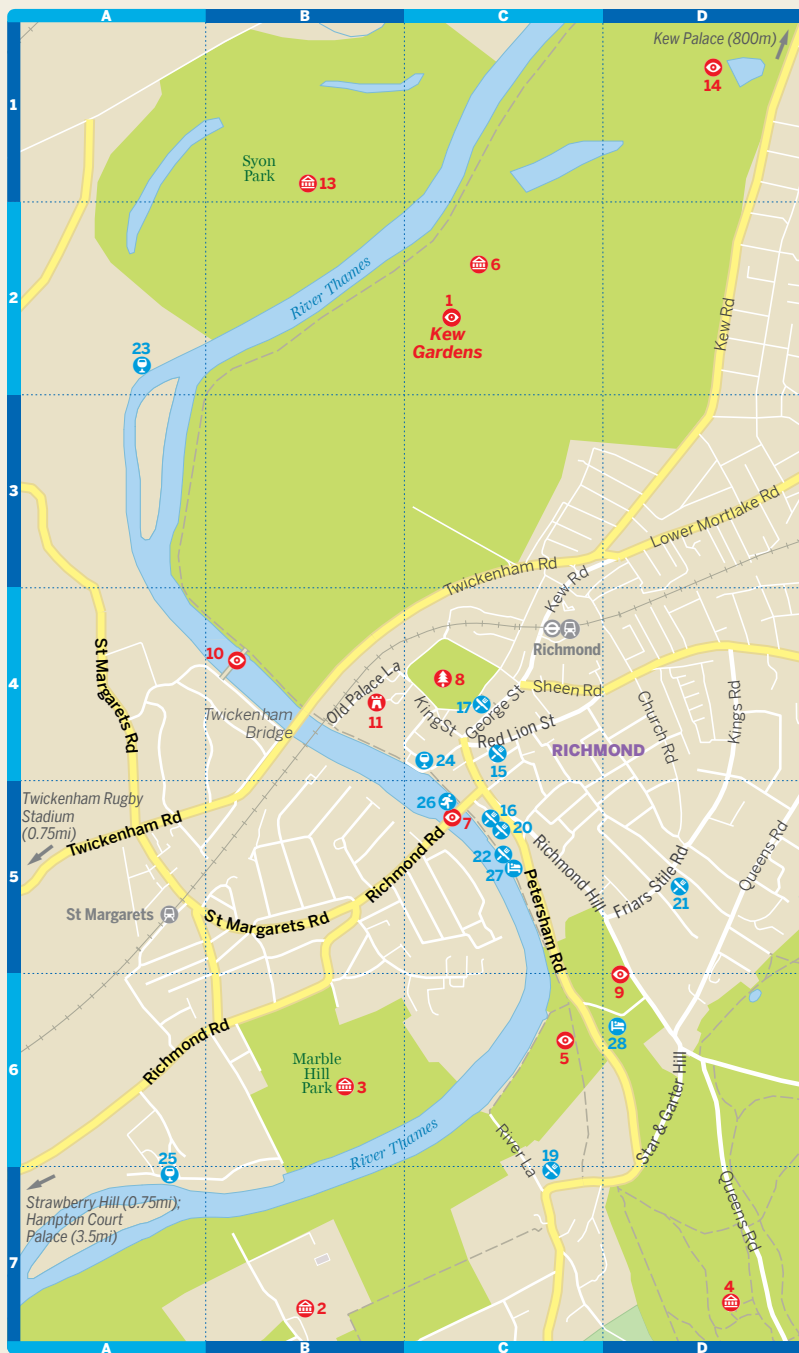 A B C D
Kew Palace (800m)
14
1
Syon
Park
13
6
River Thames
1
2
Kew
Gardens
Kew Rd
23
3
Lower Mortlake Rd
Twickenham Rd
Kew Rd
Richmond
10
St Margarets Rd
Old Palace La
8
4
Sheen Rd
17
11
King St
George St
Church Rd
Kings Rd
Twickenham
Bridge
Red Lion St
RICHMOND
24
15
Twickenham Rugby
Stadium
(0.75mi)
26
16
7
20
Twickenham Rd
Richmond Rd
22
27
Richmond Hill
Friars Stile Rd
Queens Rd
5
21
St Margarets
St Margarets Rd
Petersham Rd
9
Richmond Rd
5
28
Marble
Hill
Park
3
6
Star & Garter Hill
River Thames
River La
19
25
Strawberry Hill (0.75mi);
Hampton Court
Palace (3.5mi)
Queens Rd
7
4
2
A B C D